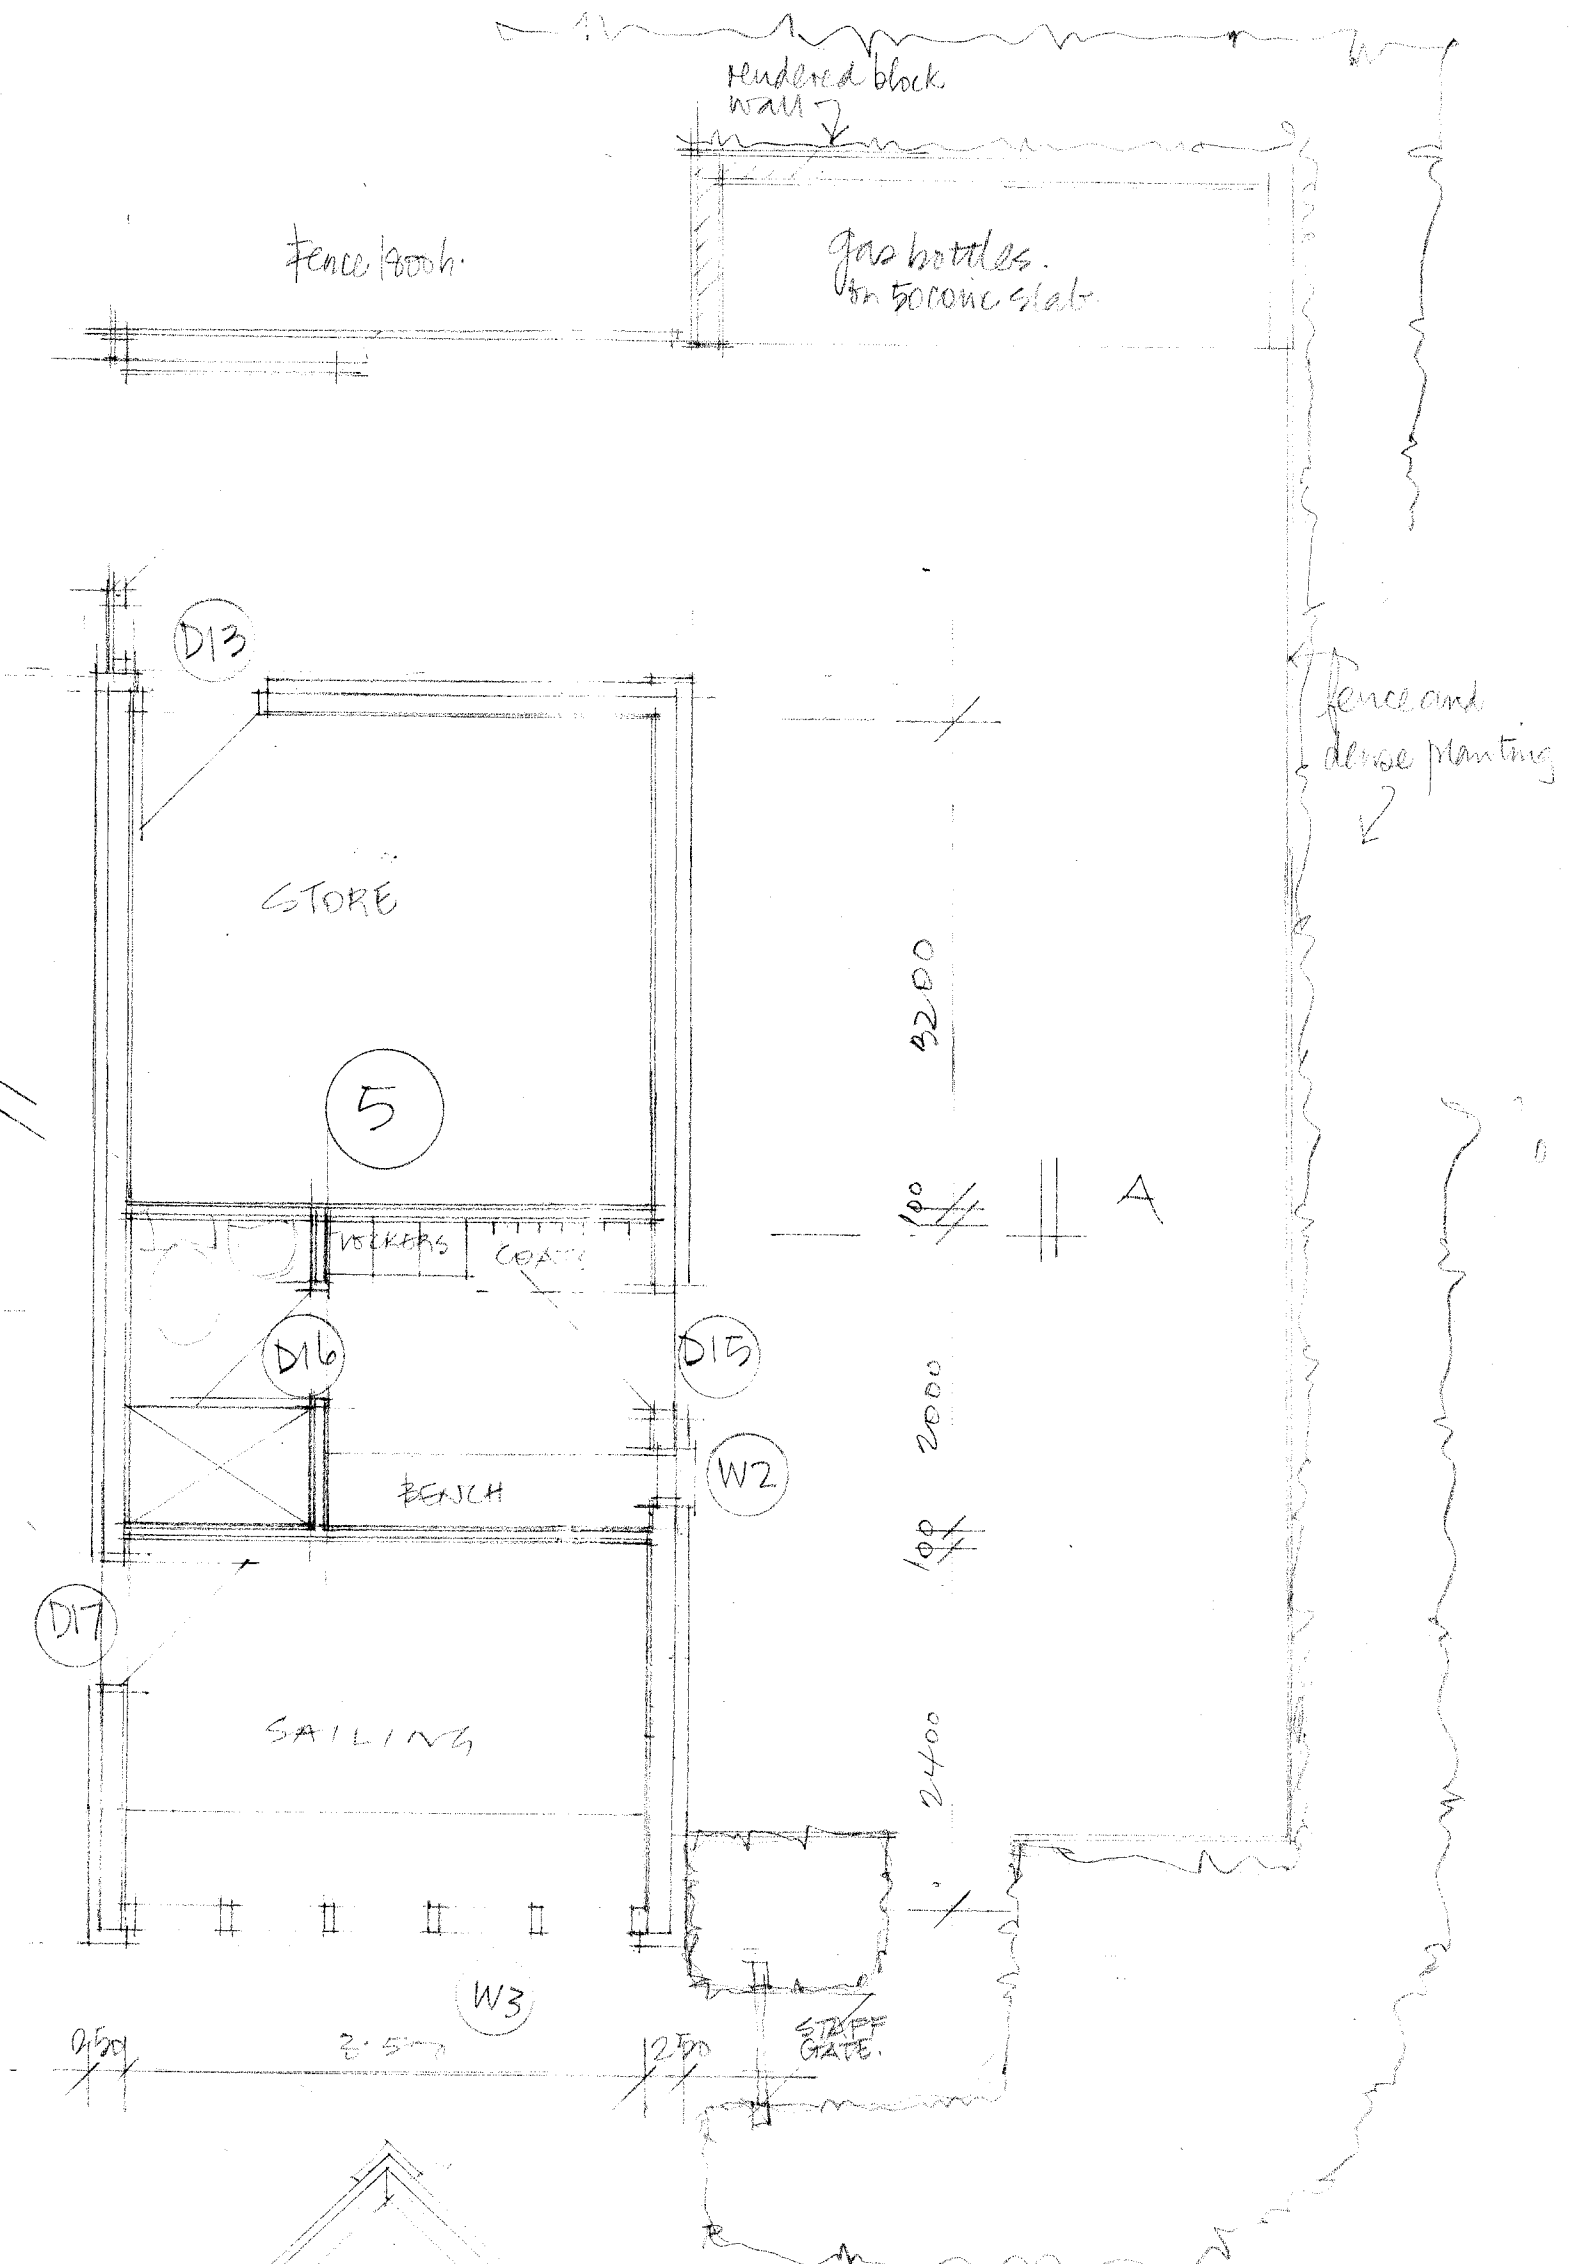 rendered block
wall
Fence 1800h.
gas bottles.
on 50 conc slab
D13
fence and
dense planting
STORE
3200
5
100
A
LOCKERS
COATS
D16
D15
2000
W2
BENCH
100
D17
SAILING
2400
W3
250
250
STAFF
GATE.